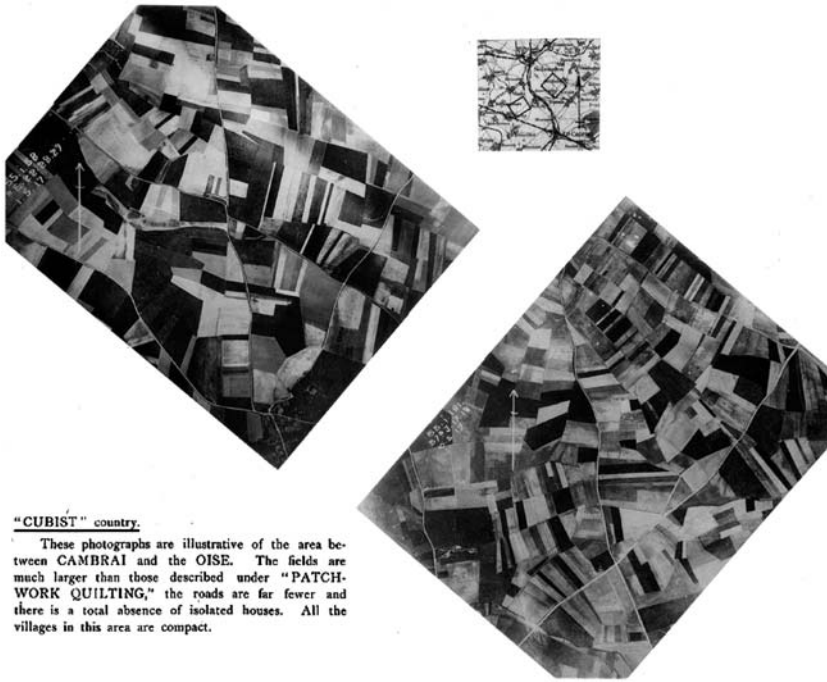 "CUBIST" country.
These photographs are illustrative of the area be-
tween CAMBRAI and the OISE. The fields are
much larger than those described under "PATCH-
WORK QUILTING," the roads are far fewer and
there is a total absence of isolated houses. All the
villages in this area are compact.